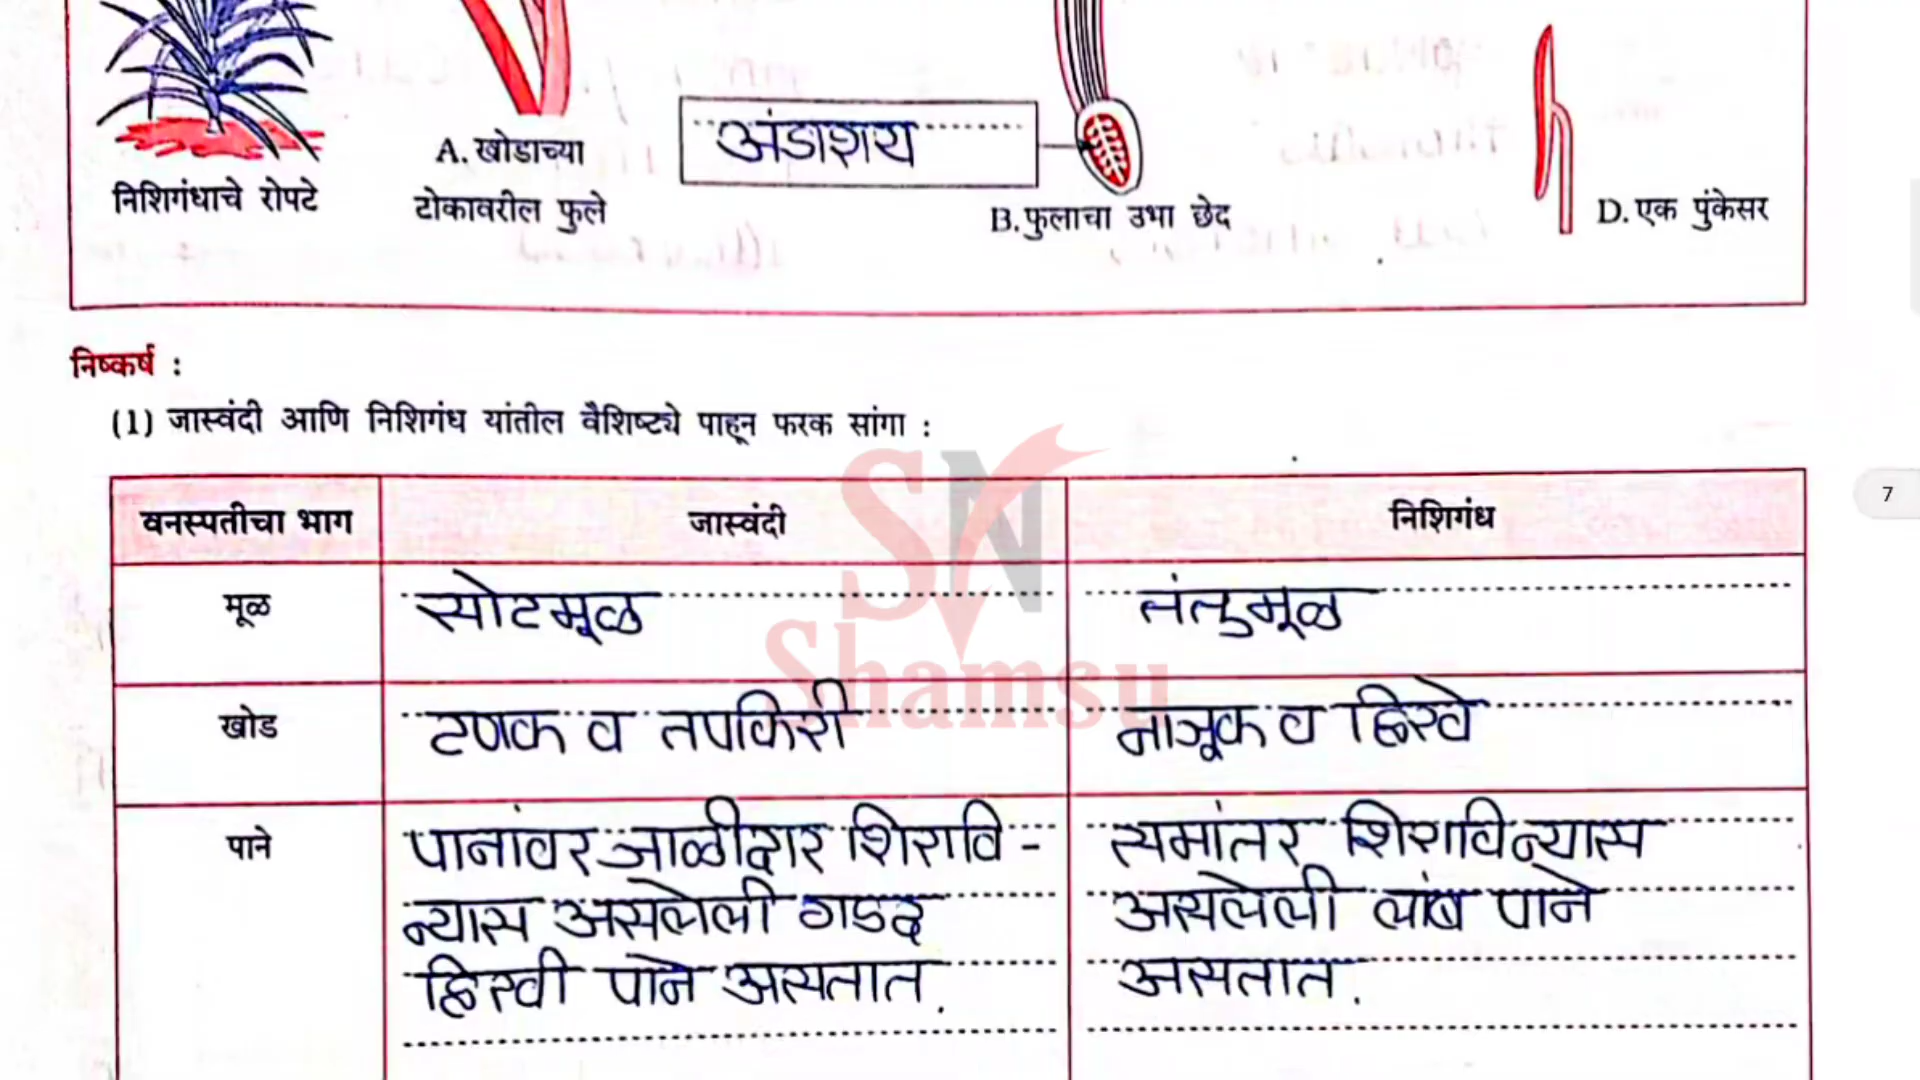 अंडाशय
A. खोडाच्या
निशिगंधाचे रोपटे
टोकावरील फुले
B. फुलाचा उभा छेद
D. एक पुंकेसर
निष्कर्ष :
(1) जास्वंदी आणि निशिगंध यांतील वैशिष्ट्ये पाहून फरक सांगा :
वनस्पतीचा भाग जास्वंदी निशिगंध
मूळ सोटमूळ तंतुमूळ
खोड टणक व तपकिरी नाजूक व हिरवे
पाने पानांवर जाळीदार शिरावि - समांतर शिराविन्यास
न्यास असलेली गडद असलेली लांब पाने
हिरवी पाने असतात. असतात.
SN
Shamsu
7